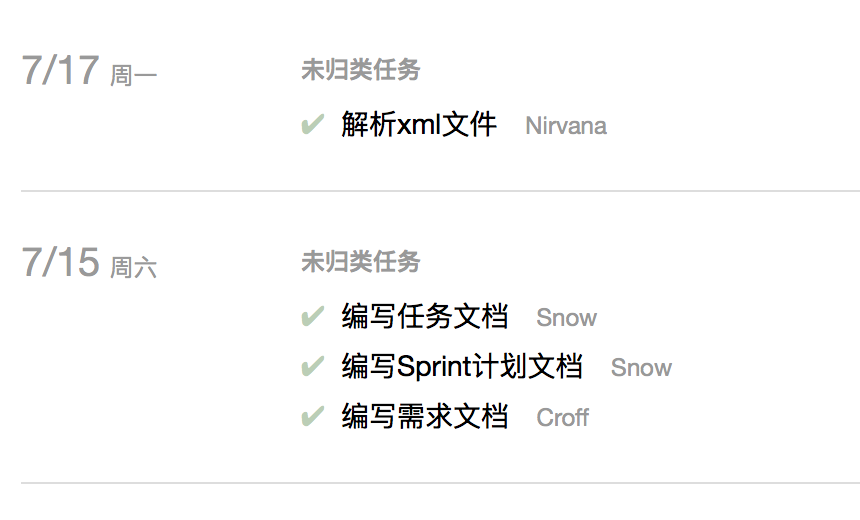 7/17 周一 未归类任务
✔ 解析xml文件 Nirvana
7/15 周六 未归类任务
✔ 编写任务文档 Snow
✔ 编写Sprint计划文档 Snow
✔ 编写需求文档 Croff